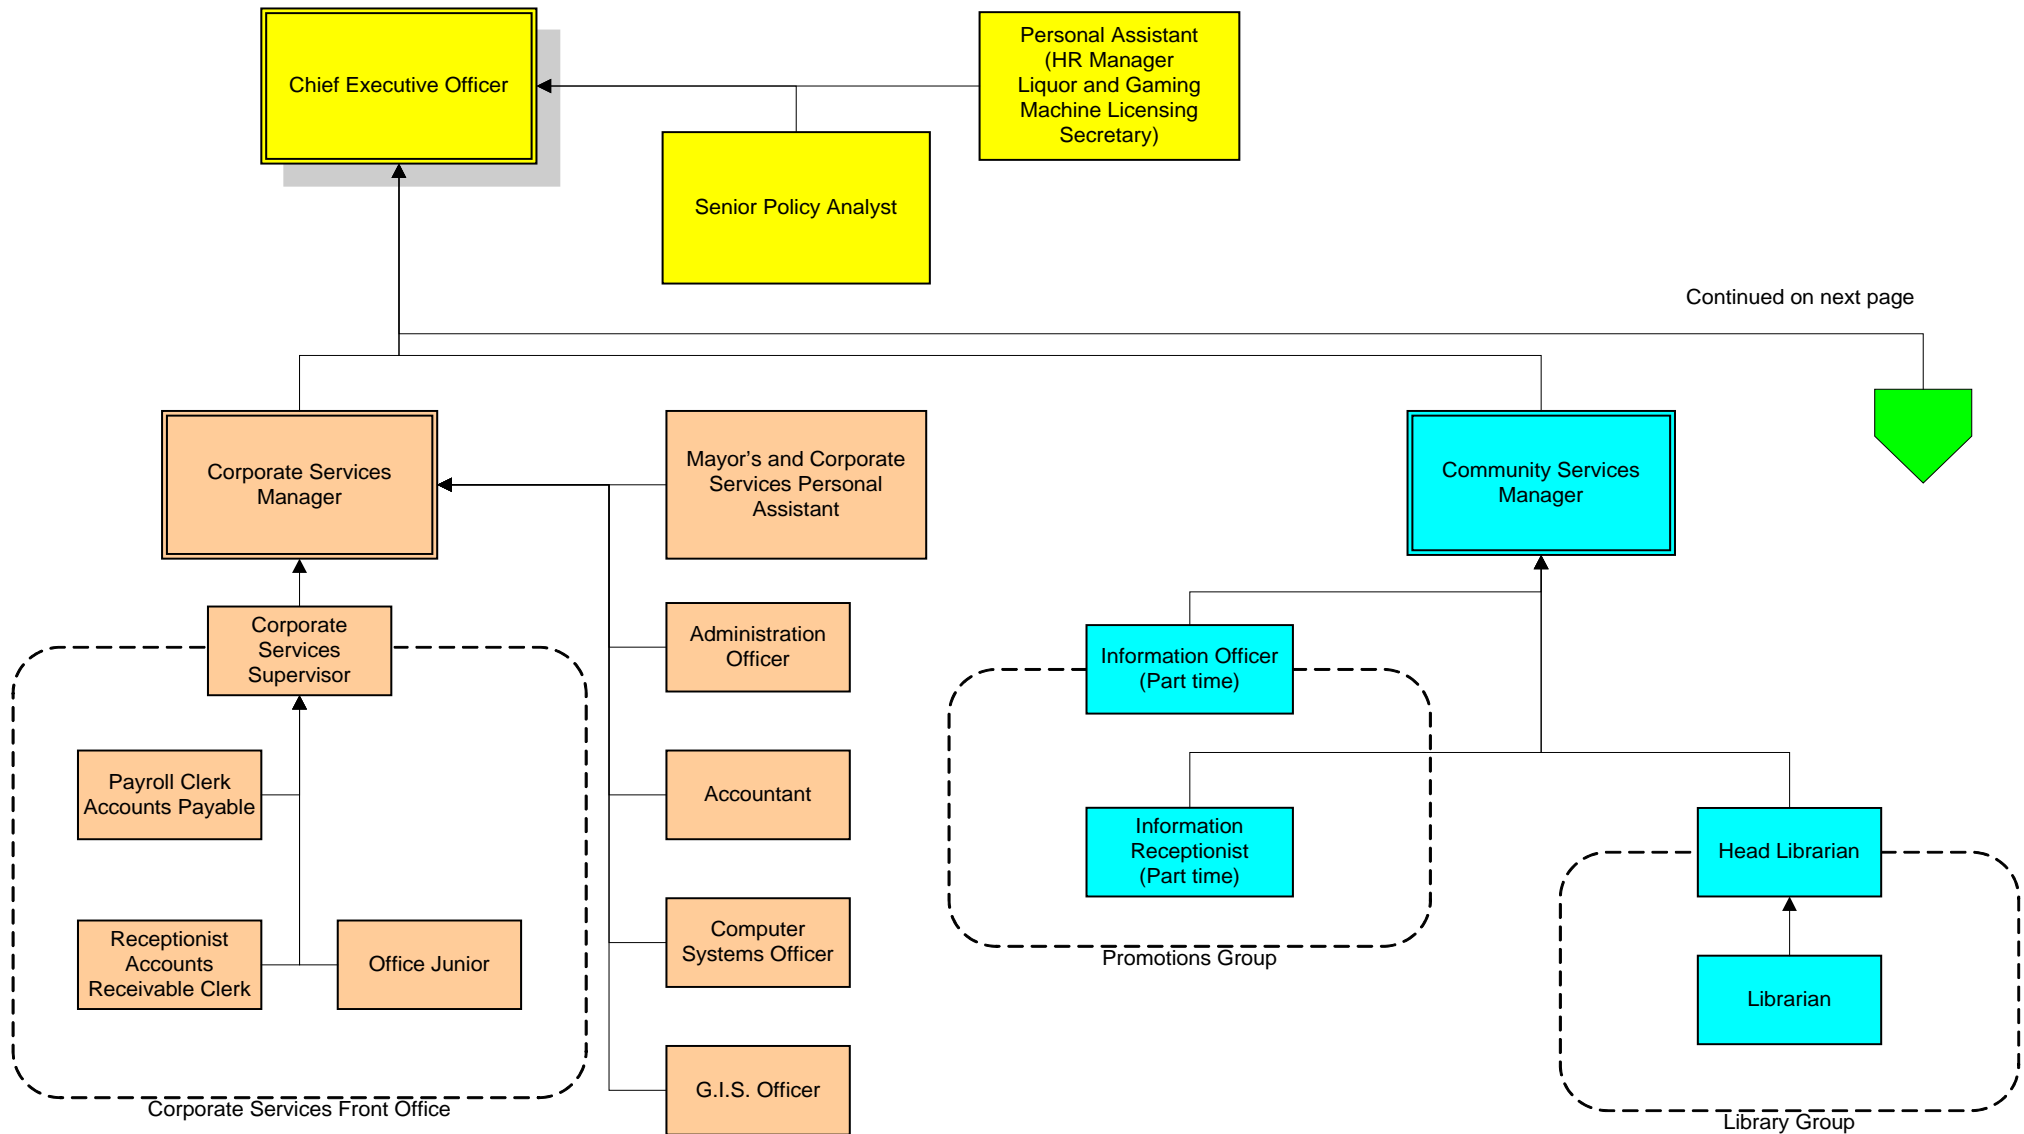 Chief Executive Officer
Personal Assistant
(HR Manager
Liquor and Gaming
Machine Licensing
Secretary)
Senior Policy Analyst
Continued on next page
Corporate Services
Manager
Mayor's and Corporate
Services Personal
Assistant
Community Services
Manager
Corporate
Services
Supervisor
Administration
Officer
Information Officer
(Part time)
Payroll Clerk
Accounts Payable
Accountant
Information
Receptionist
(Part time)
Head Librarian
Receptionist
Accounts
Receivable Clerk
Office Junior
Computer
Systems Officer
Promotions Group
Librarian
G.I.S. Officer
Corporate Services Front Office
Library Group